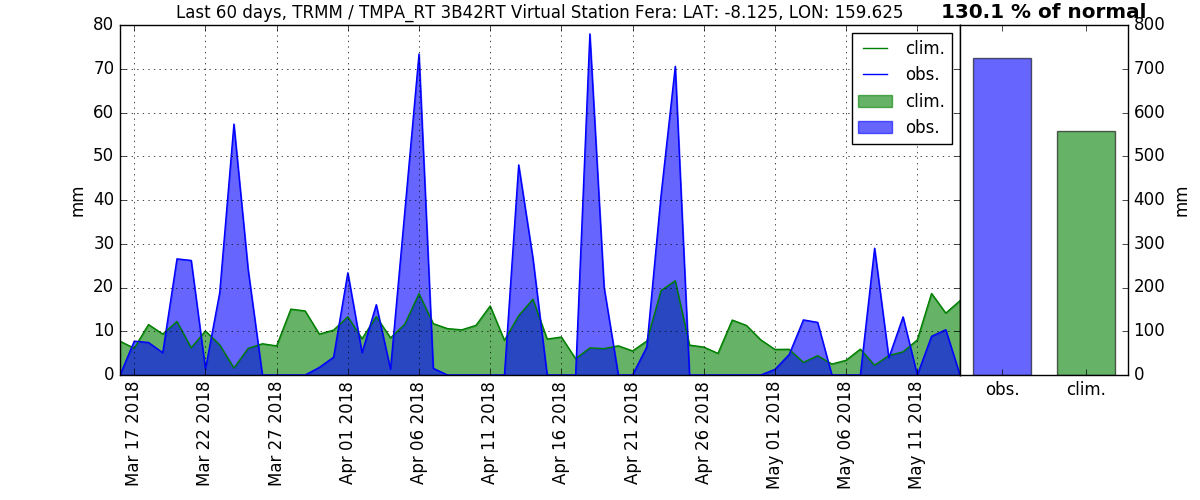 Last 60 days, TRMM / TMPA_RT 3B42RT Virtual Station Fera: LAT: -8.125, LON: 159.625
130.1 % of normal
80
70
60
50
40
30
20
10
0
mm
clim.
obs.
clim.
obs.
800
700
600
500
400
300
200
100
0
mm
Mar 17 2018
Mar 22 2018
Mar 27 2018
Apr 01 2018
Apr 06 2018
Apr 11 2018
Apr 16 2018
Apr 21 2018
Apr 26 2018
May 01 2018
May 06 2018
May 11 2018
obs.
clim.